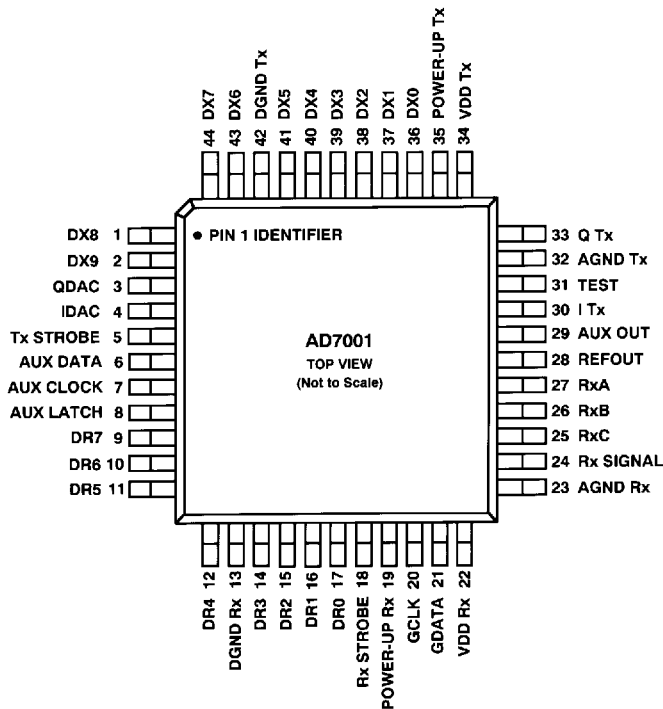 44 DX7
43 DX6
42 DGND Tx
41 DX5
40 DX4
39 DX3
38 DX2
37 DX1
36 DX0
35 POWER-UP Tx
34 VDD Tx
DX8 1
DX9 2
QDAC 3
IDAC 4
Tx STROBE 5
AUX DATA 6
AUX CLOCK 7
AUX LATCH 8
DR7 9
DR6 10
DR5 11
PIN 1 IDENTIFIER
AD7001
TOP VIEW
(Not to Scale)
33 Q Tx
32 AGND Tx
31 TEST
30 I Tx
29 AUX OUT
28 REFOUT
27 RxA
26 RxB
25 RxC
24 Rx SIGNAL
23 AGND Rx
DR4 12
DGND Rx 13
DR3 14
DR2 15
DR1 16
DR0 17
Rx STROBE 18
POWER-UP Rx 19
GCLK 20
GDATA 21
VDD Rx 22